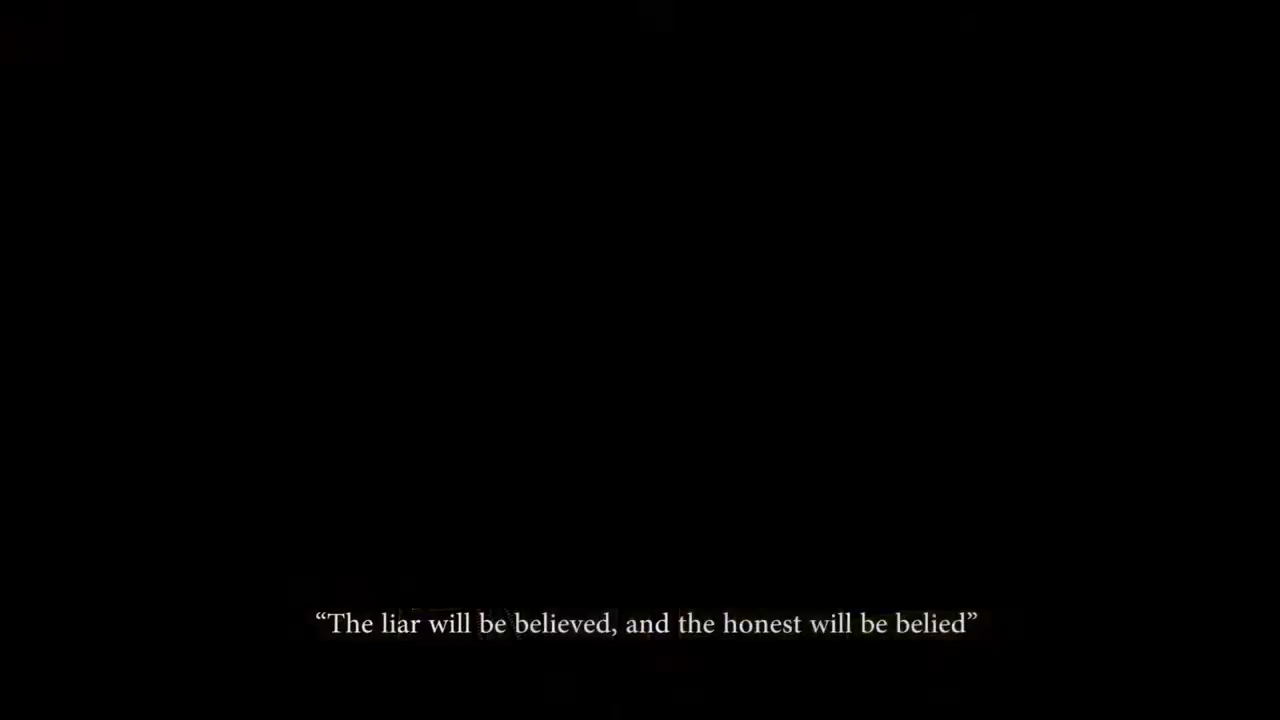 “The liar will be believed, and the honest will be belied”